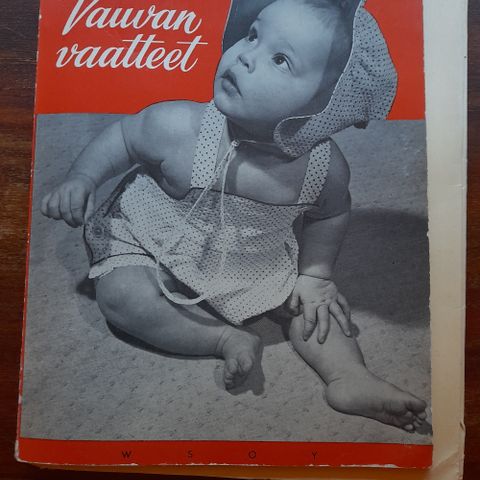 Vauvan
vaatteet
W S O Y